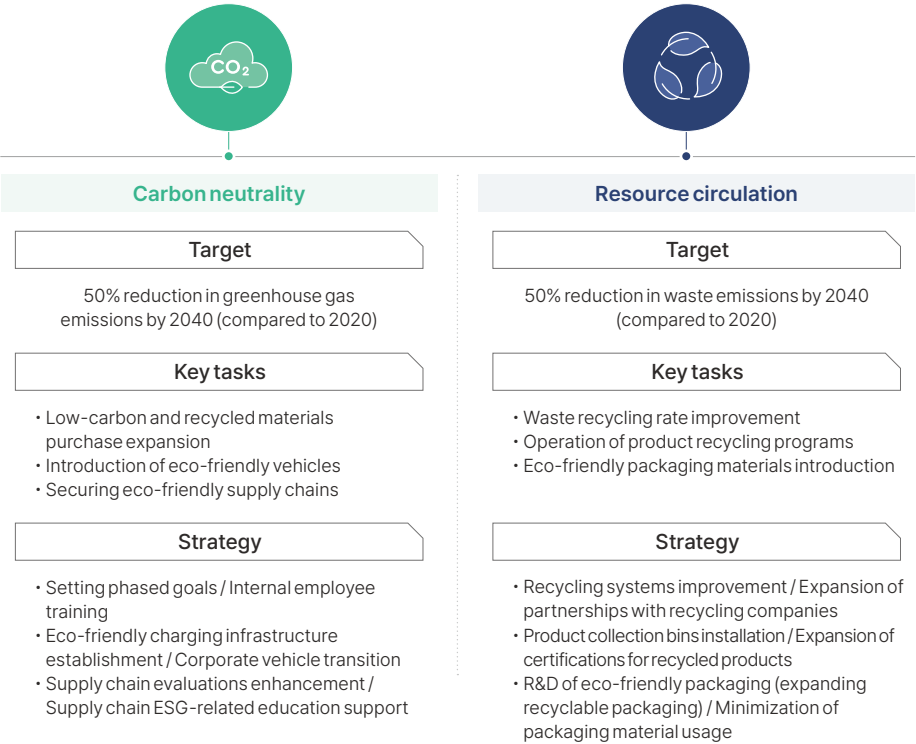 CO₂
Carbon neutrality
Target
50% reduction in greenhouse gas
emissions by 2040 (compared to 2020)
Key tasks
• Low-carbon and recycled materials
purchase expansion
• Introduction of eco-friendly vehicles
• Securing eco-friendly supply chains
Strategy
• Setting phased goals / Internal employee
training
• Eco-friendly charging infrastructure
establishment / Corporate vehicle transition
• Supply chain evaluations enhancement /
Supply chain ESG-related education support
Resource circulation
Target
50% reduction in waste emissions by 2040
(compared to 2020)
Key tasks
• Waste recycling rate improvement
• Operation of product recycling programs
• Eco-friendly packaging materials introduction
Strategy
• Recycling systems improvement / Expansion of
partnerships with recycling companies
• Product collection bins installation / Expansion of
certifications for recycled products
• R&D of eco-friendly packaging (expanding
recyclable packaging) / Minimization of
packaging material usage